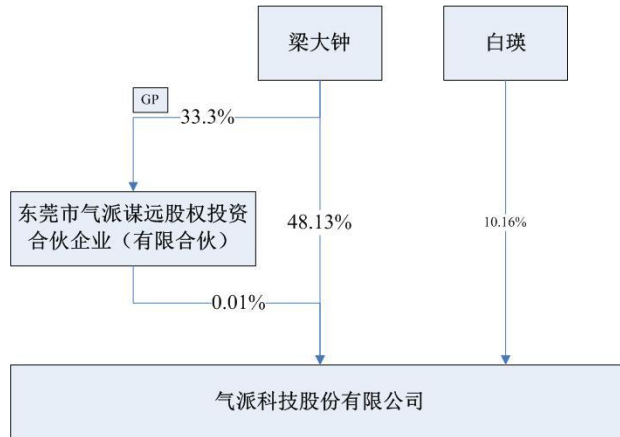 梁大钟
白瑛
GP
33.3%
东莞市气派谋远股权投资
合伙企业（有限合伙）
48.13%
10.16%
0.01%
气派科技股份有限公司